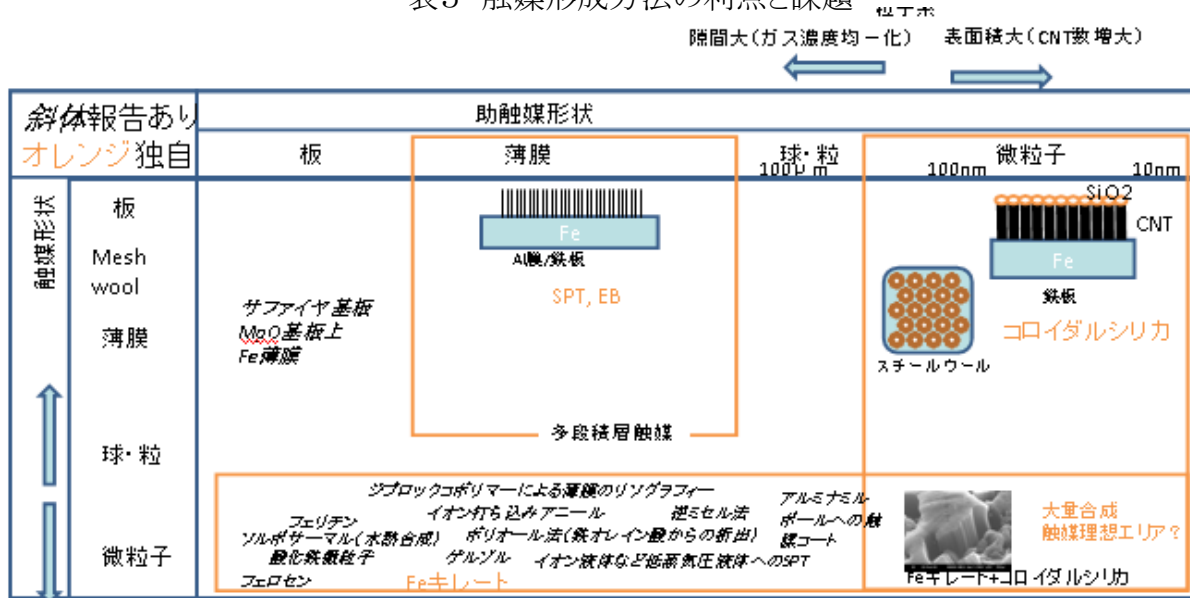 表3 触媒形成方法の利点と課題
粒子系
隙間大(ガス濃度均一化)
表面積大(CNT数増大)
斜体報告あり
オレンジ独自
助触媒形状
板
薄膜
球・粒
100μm
微粒子
100nm
10nm
触媒形状
板
Mesh
wool
薄膜
球・粒
微粒子
サファイヤ基板
MgO基板上
Fe薄膜
Fe
Al膜/鉄板
SPT, EB
多段積層触媒
SiO2
CNT
Fe
鉄板
コロイダルシリカ
スチールウール
ジブロックコポリマーによる薄膜のリソグラフィー
フェリチン
イオン打ち込みアニール
逆ミセル法
ソルボサーマル(水熱合成)
ポリオール法(鉄オレイン酸からの析出)
酸化鉄微粒子
ゲルゾル
イオン液体など低蒸気圧液体へのSPT
フェロセン
Feキレート
アルミナミル
ボールへの触
媒コート
大量合成
触媒理想エリア?
Feキレート+コロイダルシリカ